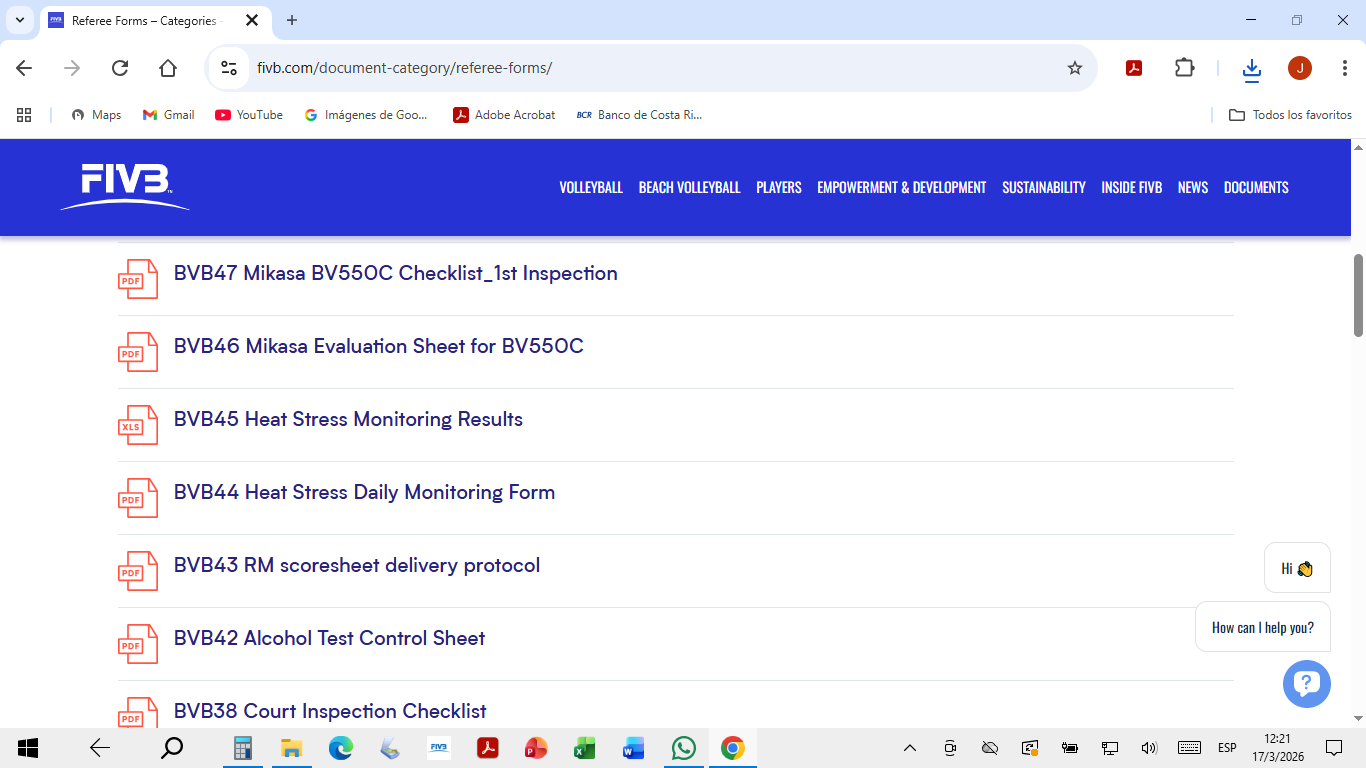 Referee Forms – Categories
fivb.com/document-category/referee-forms/
J
Maps
Gmail
YouTube
Imágenes de Goo...
Adobe Acrobat
BCR Banco de Costa Ri...
Todos los favoritos
FIVB
VOLLEYBALL
BEACH VOLLEYBALL
PLAYERS
EMPOWERMENT & DEVELOPMENT
SUSTAINABILITY
INSIDE FIVB
NEWS
DOCUMENTS
PDF
BVB47 Mikasa BV550C Checklist_1st Inspection
PDF
BVB46 Mikasa Evaluation Sheet for BV550C
XLS
BVB45 Heat Stress Monitoring Results
PDF
BVB44 Heat Stress Daily Monitoring Form
PDF
BVB43 RM scoresheet delivery protocol
PDF
BVB42 Alcohol Test Control Sheet
PDF
BVB38 Court Inspection Checklist
Hi
How can I help you?
FIVB
ESP
12:21
17/3/2026